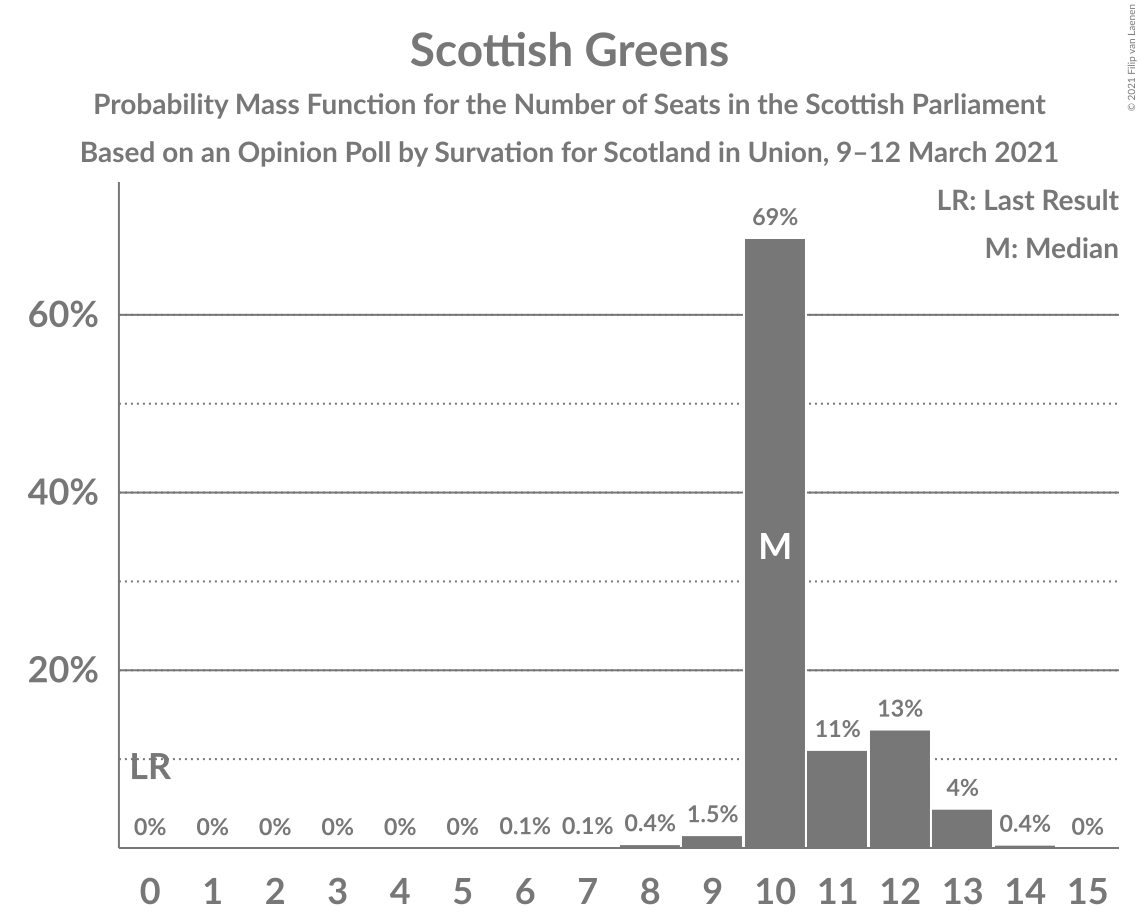 Scottish Greens
Probability Mass Function for the Number of Seats in the Scottish Parliament
Based on an Opinion Poll by Survation for Scotland in Union, 9–12 March 2021
© 2021 Filip van Laenen
LR: Last Result
M: Median
60%
40%
20%
LR
M
0% 0% 0% 0% 0% 0% 0.1% 0.1% 0.4% 1.5% 69% 11% 13% 4% 0.4% 0%
0 1 2 3 4 5 6 7 8 9 10 11 12 13 14 15